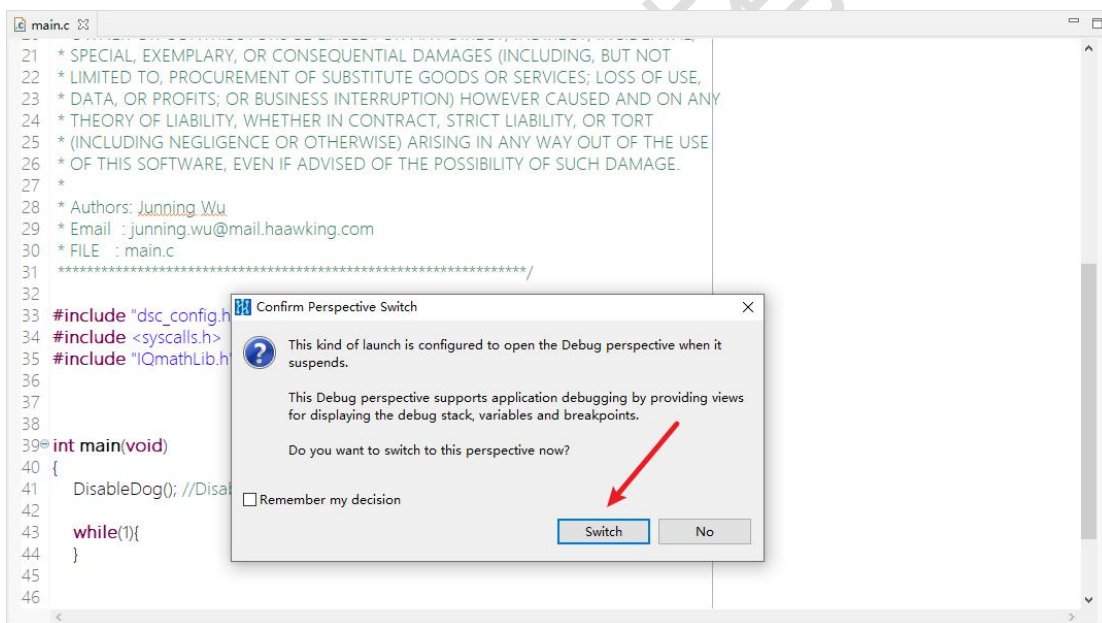 main.c
21 * SPECIAL, EXEMPLARY, OR CONSEQUENTIAL DAMAGES (INCLUDING, BUT NOT
22 * LIMITED TO, PROCUREMENT OF SUBSTITUTE GOODS OR SERVICES; LOSS OF USE,
23 * DATA, OR PROFITS; OR BUSINESS INTERRUPTION) HOWEVER CAUSED AND ON ANY
24 * THEORY OF LIABILITY, WHETHER IN CONTRACT, STRICT LIABILITY, OR TORT
25 * (INCLUDING NEGLIGENCE OR OTHERWISE) ARISING IN ANY WAY OUT OF THE USE
26 * OF THIS SOFTWARE, EVEN IF ADVISED OF THE POSSIBILITY OF SUCH DAMAGE.
27 *
28 * Authors: Junning Wu
29 * Email : junning.wu@mail.haawking.com
30 * FILE : main.c
31 ******************************************************************/
32
33 #include "dsc_config.h
34 #include <syscalls.h>
35 #include "IQmathLib.h"
36
37
38
39 int main(void)
40 {
41 DisableDog(); //Disa
42
43 while(1){
44 }
45
46
Confirm Perspective Switch
This kind of launch is configured to open the Debug perspective when it
suspends.
This Debug perspective supports application debugging by providing views
for displaying the debug stack, variables and breakpoints.
Do you want to switch to this perspective now?
Remember my decision
Switch No